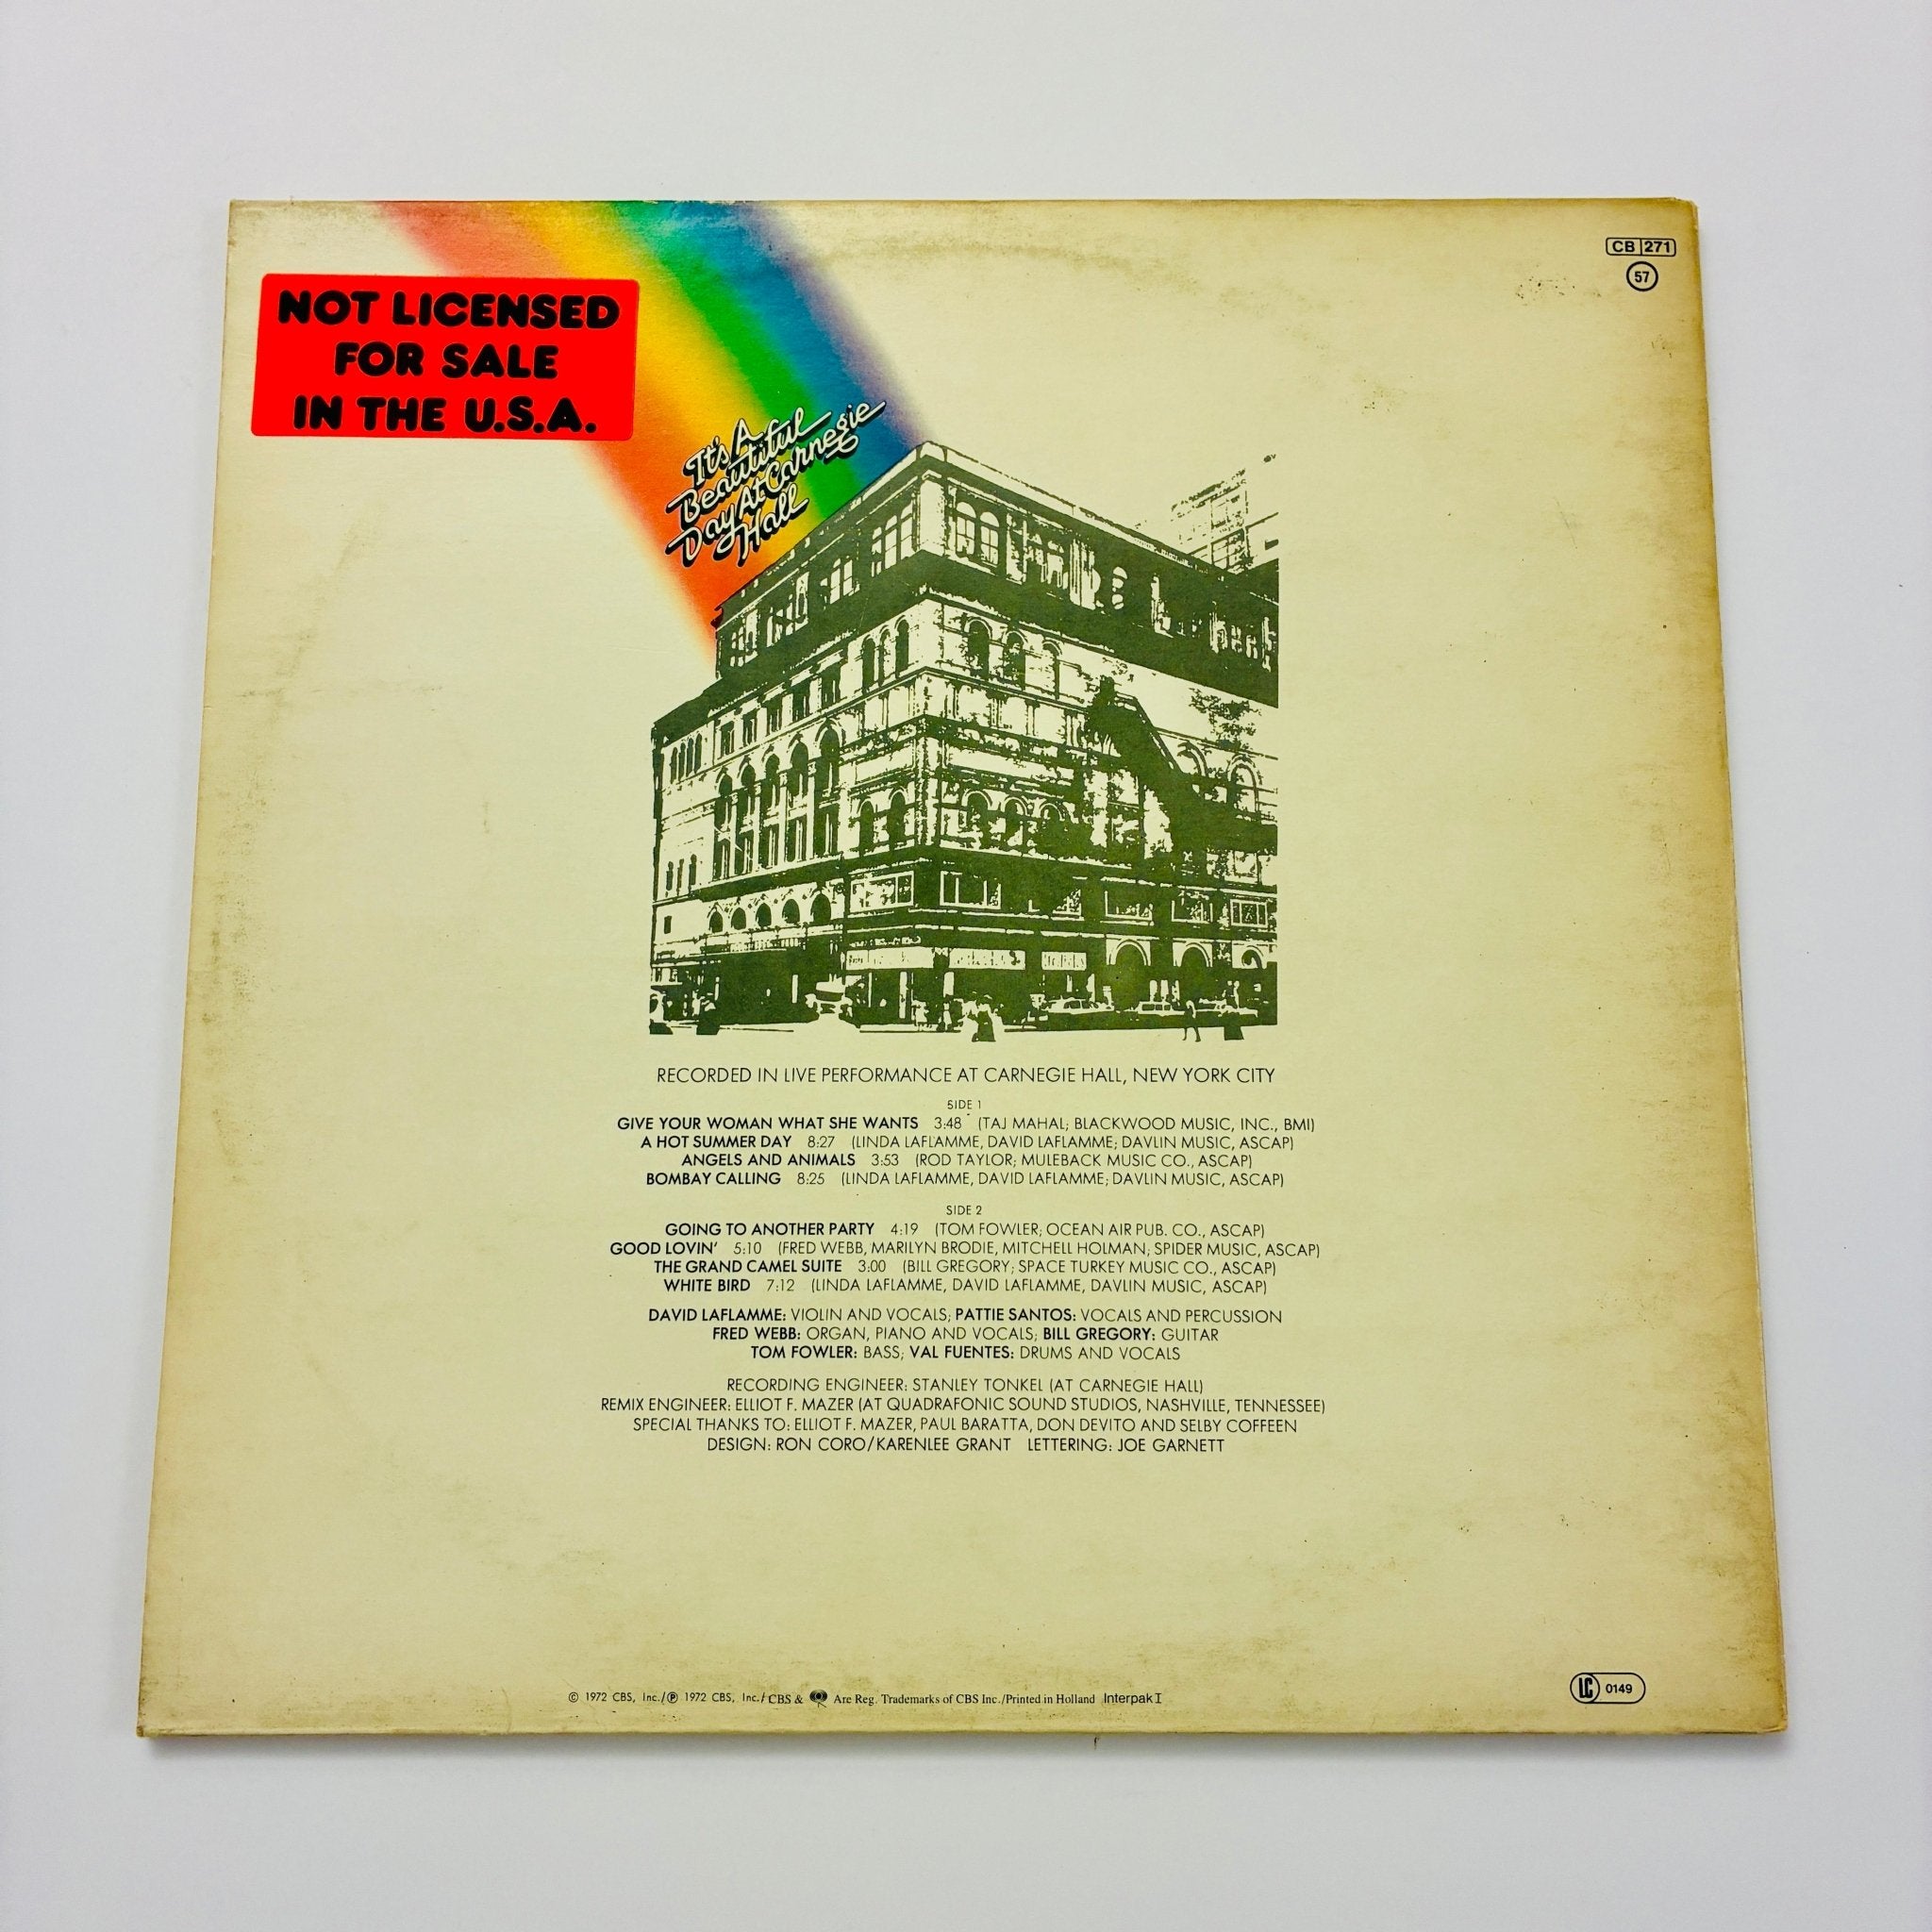 NOT LICENSED
FOR SALE
IN THE U.S.A.
CB 271
57
It's A
Beautiful
Day At Carnegie
Hall
RECORDED IN LIVE PERFORMANCE AT CARNEGIE HALL, NEW YORK CITY
SIDE 1
GIVE YOUR WOMAN WHAT SHE WANTS 3:48 (TAJ MAHAL; BLACKWOOD MUSIC, INC., BMI)
A HOT SUMMER DAY 8:27 (LINDA LAFLAMME, DAVID LAFLAMME; DAVLIN MUSIC, ASCAP)
ANGELS AND ANIMALS 3:53 (ROD TAYLOR; MULEBACK MUSIC CO., ASCAP)
BOMBAY CALLING 8:25 (LINDA LAFLAMME, DAVID LAFLAMME; DAVLIN MUSIC, ASCAP)
SIDE 2
GOING TO ANOTHER PARTY 4:19 (TOM FOWLER; OCEAN AIR PUB. CO., ASCAP)
GOOD LOVIN' 5:10 (FRED WEBB, MARILYN BRODIE, MITCHELL HOLMAN; SPIDER MUSIC, ASCAP)
THE GRAND CAMEL SUITE 3:00 (BILL GREGORY; SPACE TURKEY MUSIC CO., ASCAP)
WHITE BIRD 7:12 (LINDA LAFLAMME, DAVID LAFLAMME, DAVLIN MUSIC, ASCAP)
DAVID LAFLAMME: VIOLIN AND VOCALS; PATTIE SANTOS: VOCALS AND PERCUSSION
FRED WEBB: ORGAN, PIANO AND VOCALS; BILL GREGORY: GUITAR
TOM FOWLER: BASS; VAL FUENTES: DRUMS AND VOCALS
RECORDING ENGINEER: STANLEY TONKEL (AT CARNEGIE HALL)
REMIX ENGINEER: ELLIOT F. MAZER (AT QUADRAFONIC SOUND STUDIOS, NASHVILLE, TENNESSEE)
SPECIAL THANKS TO: ELLIOT F. MAZER, PAUL BARATTA, DON DEVITO AND SELBY COFFEEN
DESIGN: RON CORO/KARENLEE GRANT LETTERING: JOE GARNETT
© 1972 CBS, Inc./℗ 1972 CBS, Inc./CBS & Are Reg. Trademarks of CBS Inc./Printed in Holland Interpak I
LC 0149